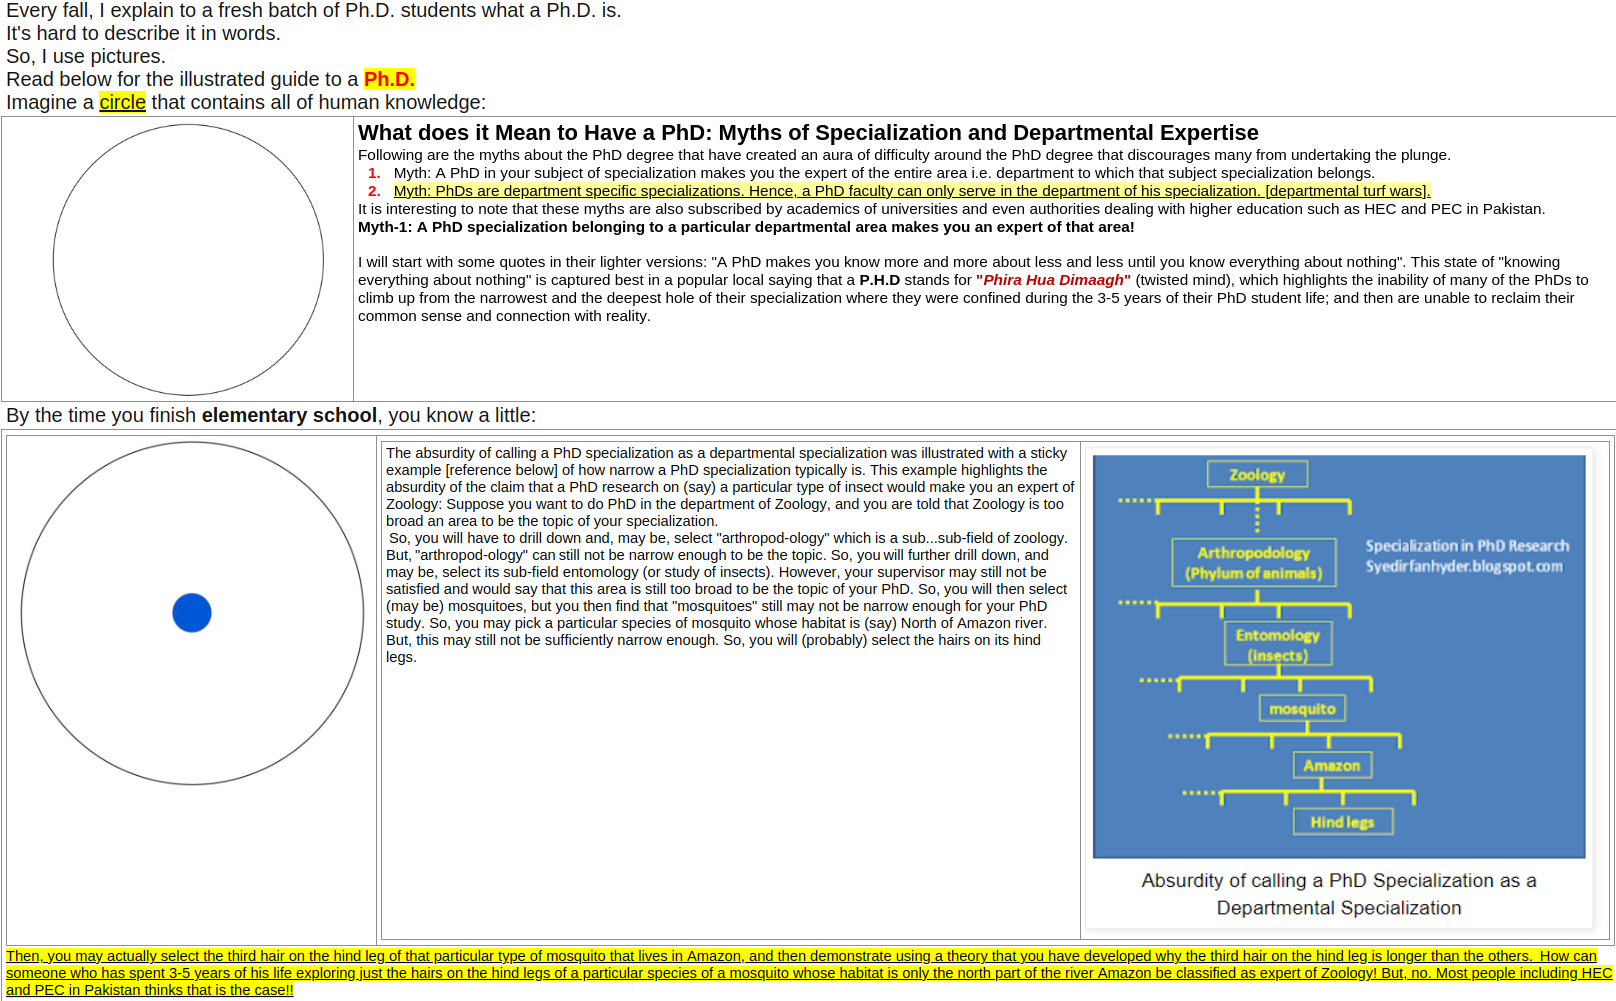 Every fall, I explain to a fresh batch of Ph.D. students what a Ph.D. is.
It's hard to describe it in words.
So, I use pictures.
Read below for the illustrated guide to a Ph.D.
Imagine a circle that contains all of human knowledge:
What does it Mean to Have a PhD: Myths of Specialization and Departmental Expertise
Following are the myths about the PhD degree that have created an aura of difficulty around the PhD degree that discourages many from undertaking the plunge.
1. Myth: A PhD in your subject of specialization makes you the expert of the entire area i.e. department to which that subject specialization belongs.
2. Myth: PhDs are department specific specializations. Hence, a PhD faculty can only serve in the department of his specialization. [departmental turf wars].
It is interesting to note that these myths are also subscribed by academics of universities and even authorities dealing with higher education such as HEC and PEC in Pakistan.
Myth-1: A PhD specialization belonging to a particular departmental area makes you an expert of that area!
I will start with some quotes in their lighter versions: "A PhD makes you know more and more about less and less until you know everything about nothing". This state of "knowing
everything about nothing" is captured best in a popular local saying that a P.H.D stands for "Phira Hua Dimaagh" (twisted mind), which highlights the inability of many of the PhDs to
climb up from the narrowest and the deepest hole of their specialization where they were confined during the 3-5 years of their PhD student life; and then are unable to reclaim their
common sense and connection with reality.
By the time you finish elementary school, you know a little:
The absurdity of calling a PhD specialization as a departmental specialization was illustrated with a sticky
example [reference below] of how narrow a PhD specialization typically is. This example highlights the
absurdity of the claim that a PhD research on (say) a particular type of insect would make you an expert of
Zoology: Suppose you want to do PhD in the department of Zoology, and you are told that Zoology is too
broad an area to be the topic of your specialization.
So, you will have to drill down and, may be, select "arthropod-ology" which is a sub...sub-field of zoology.
But, "arthropod-ology" can still not be narrow enough to be the topic. So, you will further drill down, and
may be, select its sub-field entomology (or study of insects). However, your supervisor may still not be
satisfied and would say that this area is still too broad to be the topic of your PhD. So, you will then select
(may be) mosquitoes, but you then find that "mosquitoes" still may not be narrow enough for your PhD
study. So, you may pick a particular species of mosquito whose habitat is (say) North of Amazon river.
But, this may still not be sufficiently narrow enough. So, you will (probably) select the hairs on its hind
legs.
Zoology
Arthropodology
(Phylum of animals)
Specialization in PhD Research
Syedirfanhyder.blogspot.com
Entomology
(insects)
mosquito
Amazon
Hind legs
Absurdity of calling a PhD Specialization as a
Departmental Specialization
Then, you may actually select the third hair on the hind leg of that particular type of mosquito that lives in Amazon, and then demonstrate using a theory that you have developed why the third hair on the hind leg is longer than the others. How can
someone who has spent 3-5 years of his life exploring just the hairs on the hind legs of a particular species of a mosquito whose habitat is only the north part of the river Amazon be classified as expert of Zoology! But, no. Most people including HEC
and PEC in Pakistan thinks that is the case!!